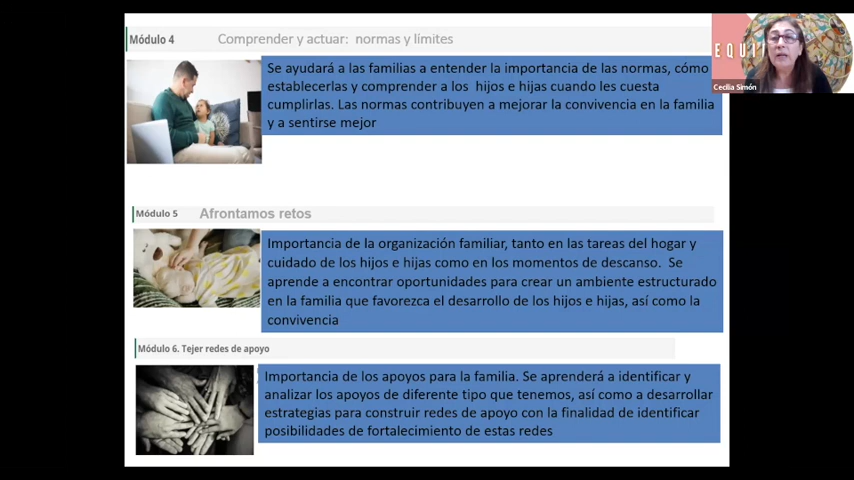 Módulo 4
Comprender y actuar: normas y límites
Se ayudará a las familias a entender la importancia de las normas, cómo
establecerlas y comprender a los hijos e hijas cuando les cuesta
cumplirlas. Las normas contribuyen a mejorar la convivencia en la familia
y a sentirse mejor
EQUI
Cecilia Simón
Módulo 5
Afrontamos retos
Importancia de la organización familiar, tanto en las tareas del hogar y
cuidado de los hijos e hijas como en los momentos de descanso. Se
aprende a encontrar oportunidades para crear un ambiente estructurado
en la familia que favorezca el desarrollo de los hijos e hijas, así como la
convivencia
Módulo 6. Tejer redes de apoyo
Importancia de los apoyos para la familia. Se aprenderá a identificar y
analizar los apoyos de diferente tipo que tenemos, así como a desarrollar
estrategias para construir redes de apoyo con la finalidad de identificar
posibilidades de fortalecimiento de estas redes